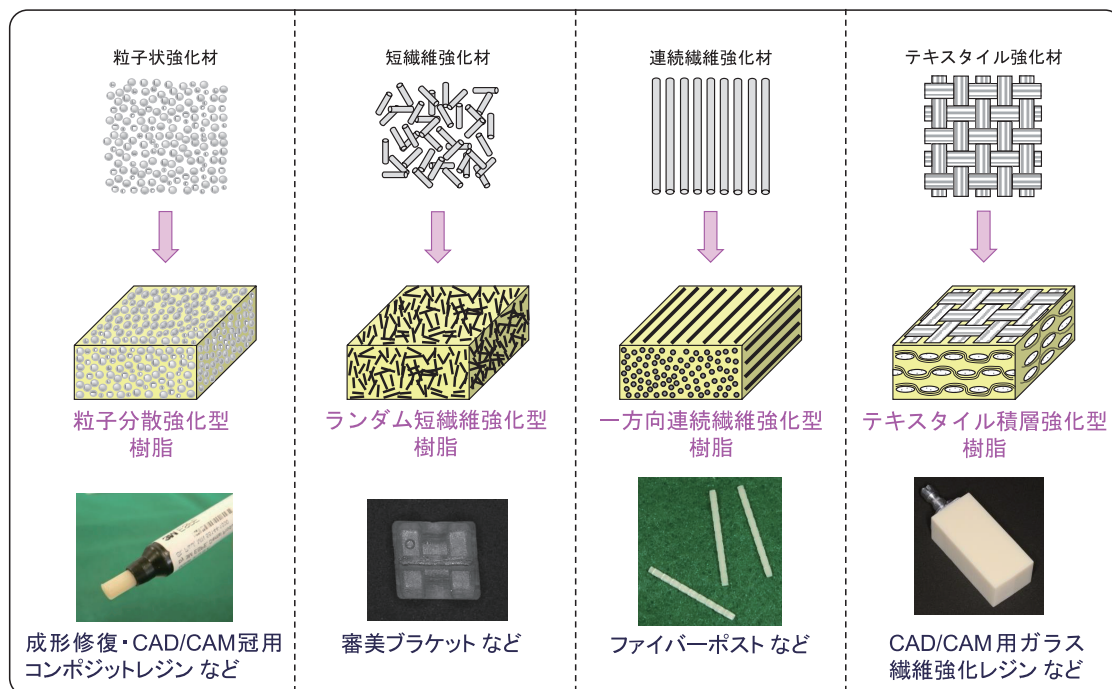 粒子状強化材
粒子分散強化型
樹脂
成形修復・CAD/CAM冠用
コンポジットレジン など
短繊維強化材
ランダム短繊維強化型
樹脂
審美ブラケット など
連続繊維強化材
一方向連続繊維強化型
樹脂
ファイバーポスト など
テキスタイル強化材
テキスタイル積層強化型
樹脂
CAD/CAM用ガラス
繊維強化レジン など